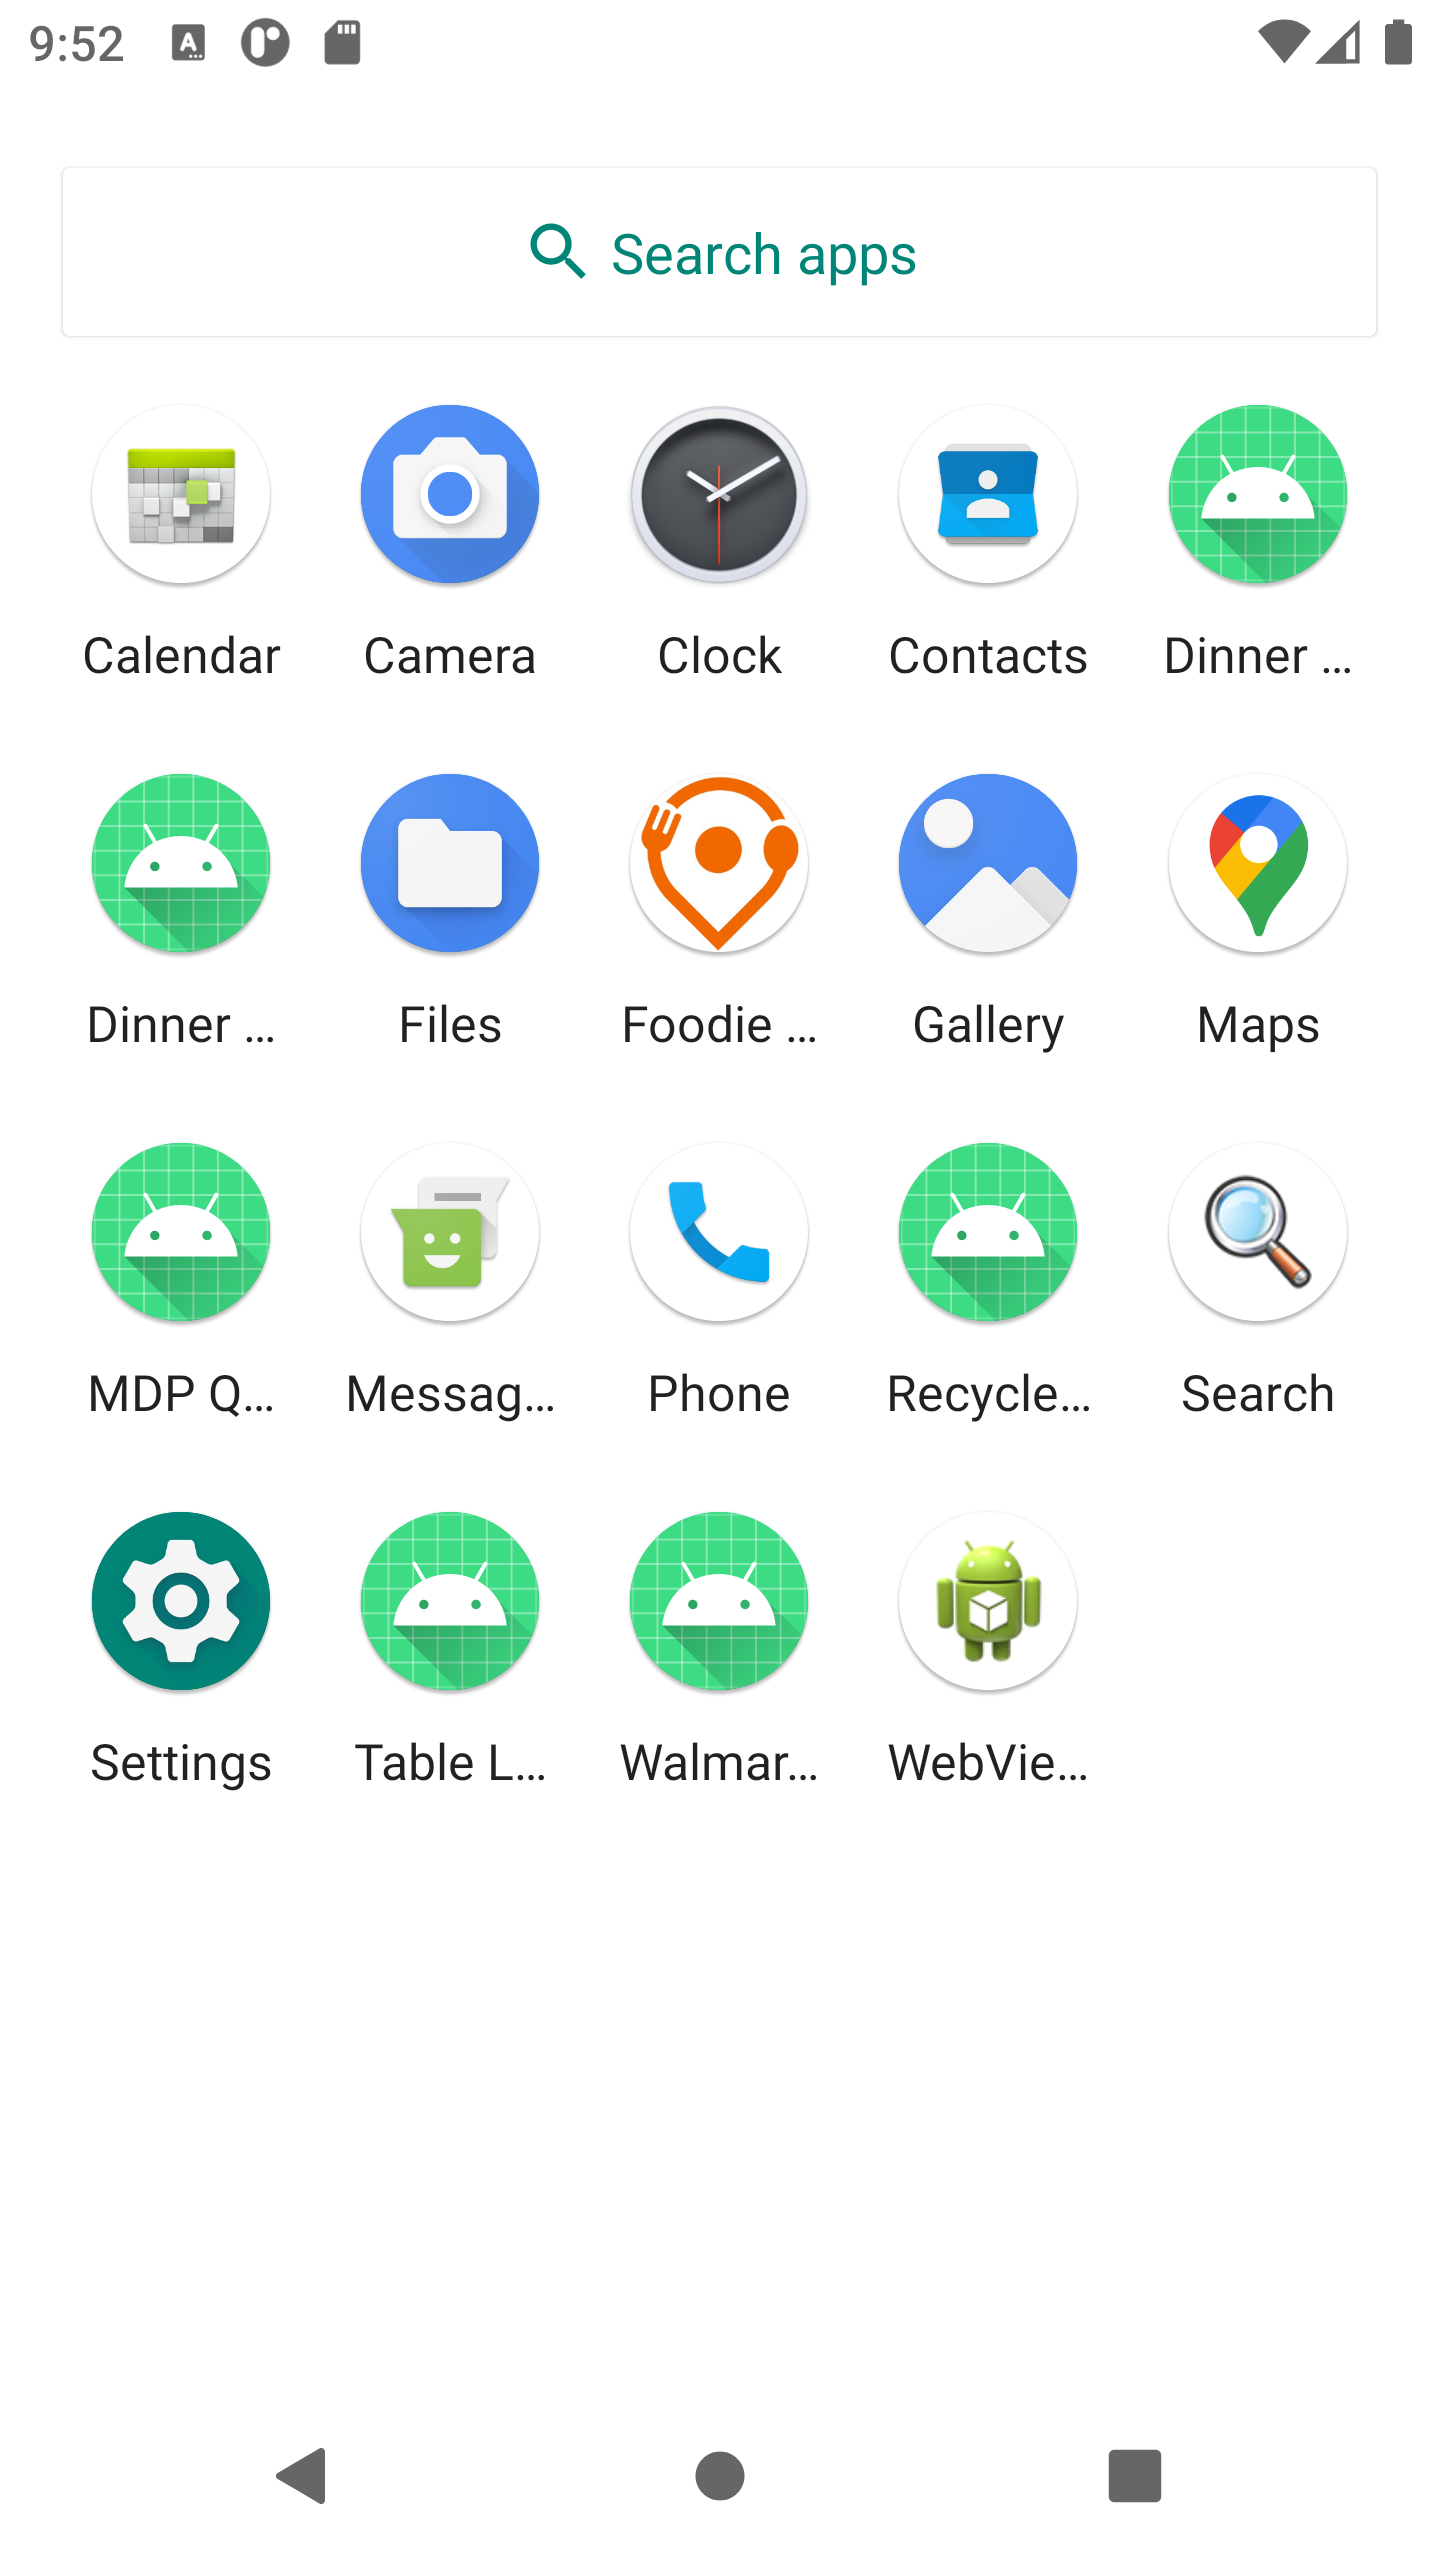 9:52
Search apps
Calendar Camera Clock Contacts Dinner ...
Dinner ... Files Foodie ... Gallery Maps
MDP Q... Messag... Phone Recycle... Search
Settings Table L... Walmar... WebVie...